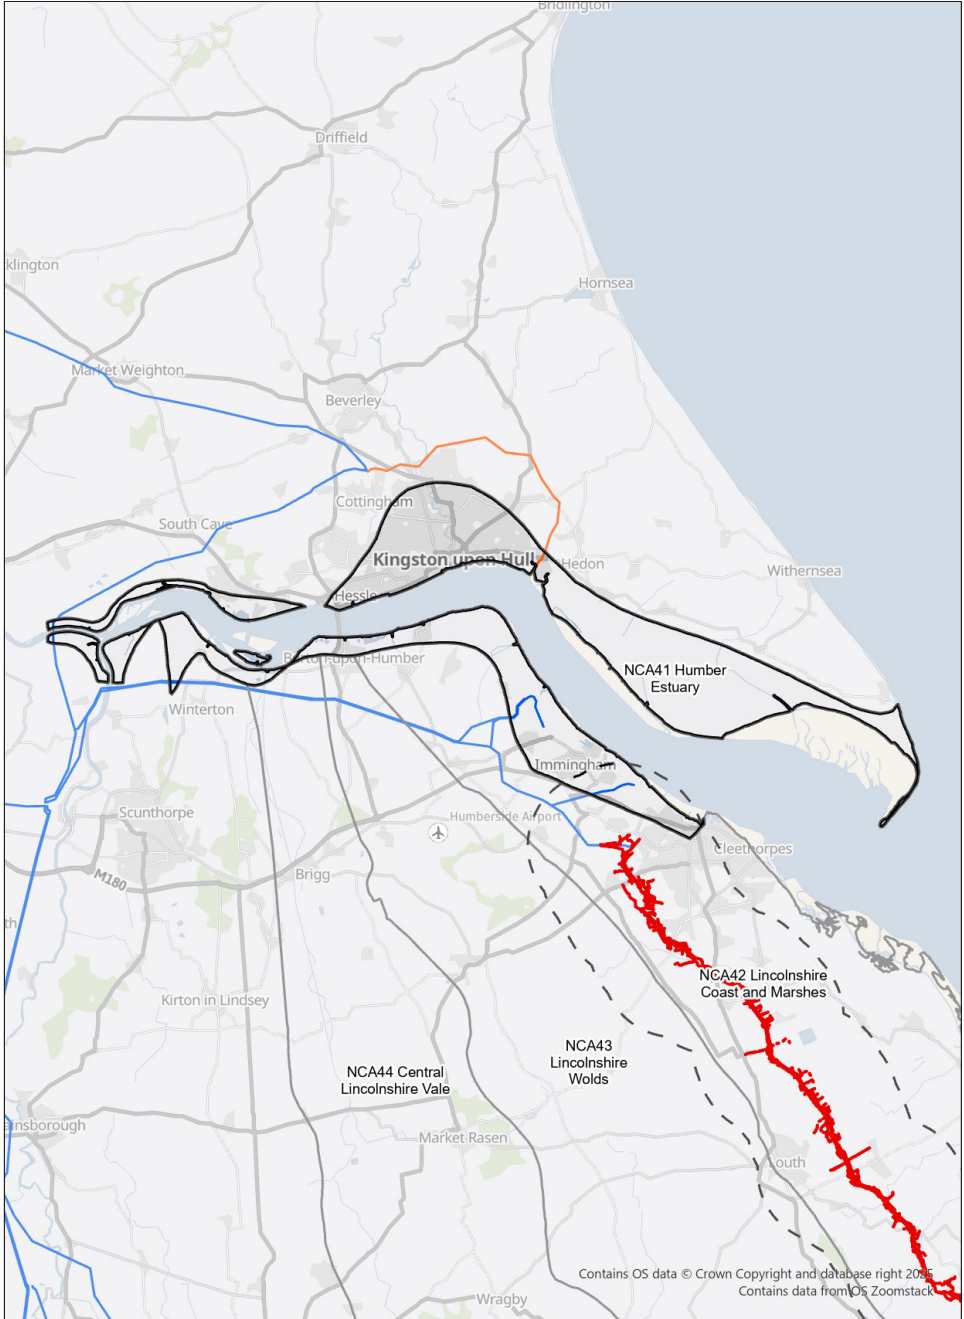 Bridlington
Driffield
klington
Hornsea
Market Weighton
Beverley
Cottingham
South Cave
Kingston upon Hull
Hedon
Withernsea
Hessle
NCA41 Humber
Estuary
Barton-upon-Humber
Winterton
Immingham
Scunthorpe
Humberside Airport
Cleethorpes
M180
Brigg
th
NCA42 Lincolnshire
Coast and Marshes
Kirton in Lindsey
NCA43
Lincolnshire
Wolds
NCA44 Central
Lincolnshire Vale
ainsborough
Market Rasen
Louth
Contains OS data © Crown Copyright and database right 2025
Contains data from OS Zoomstack
Wragby